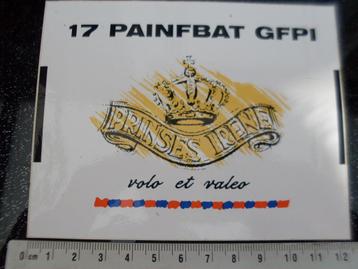 17 PAINFBAT GFPI
PRINSES IRENE
volo et valeo
0 cm 1 2 3 4 5 6 7 8 9 10 11 12